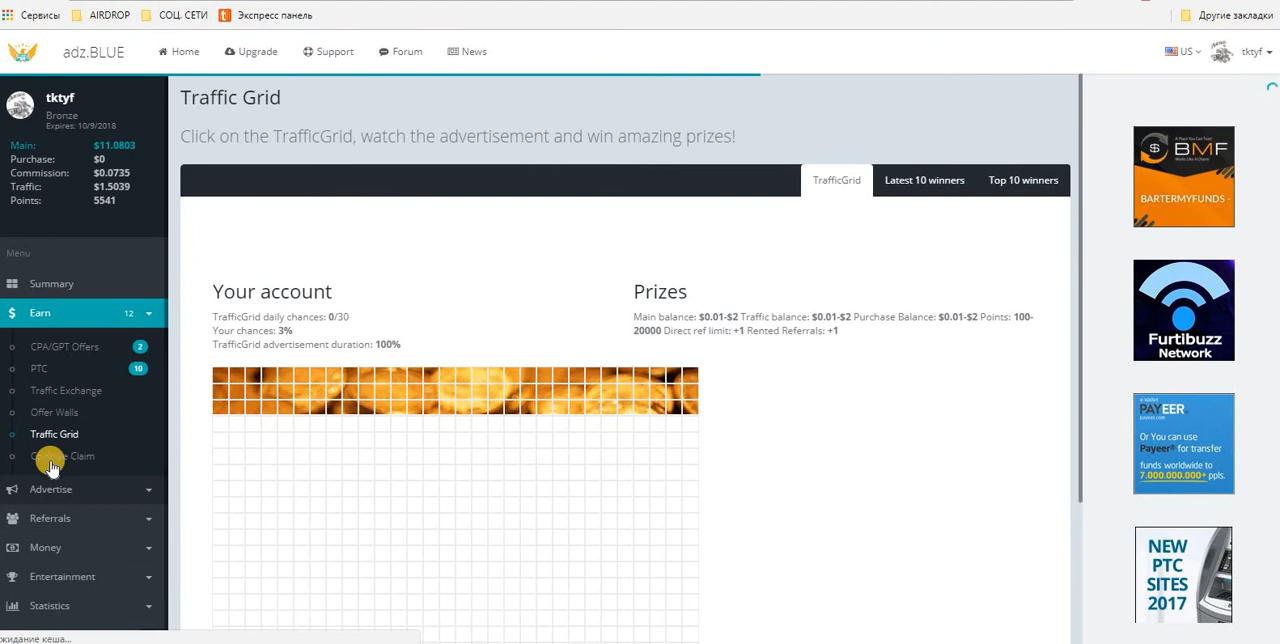 Сервисы
AIRDROP
СОЦ. СЕТИ
Экспресс панель
Другие закладки
adz.BLUE
Home
Upgrade
Support
Forum
News
US
tktyf
tktyf
Bronze
Expires: 10/9/2018
Main: $11.0803
Purchase: $0
Commission: $0.0735
Traffic: $1.5039
Points: 5541
Menu
Summary
Earn 12
CPA/GPT Offers 2
PTC 10
Traffic Exchange
Offer Walls
Traffic Grid
Claim
Advertise
Referrals
Money
Entertainment
Statistics
Traffic Grid
Click on the TrafficGrid, watch the advertisement and win amazing prizes!
TrafficGrid
Latest 10 winners
Top 10 winners
Your account
TrafficGrid daily chances: 0/30
Your chances: 3%
TrafficGrid advertisement duration: 100%
Prizes
Main balance: $0.01-$2 Traffic balance: $0.01-$2 Purchase Balance: $0.01-$2 Points: 100-
20000 Direct ref limit: +1 Rented Referrals: +1
BMF
BARTERMYFUNDS -
Furtibuzz
Network
PAYEER
Or You can use
Payeer® for transfer
funds worldwide to
7.000.000.000+ ppls.
NEW
PTC
SITES
2017
жидание кеша...